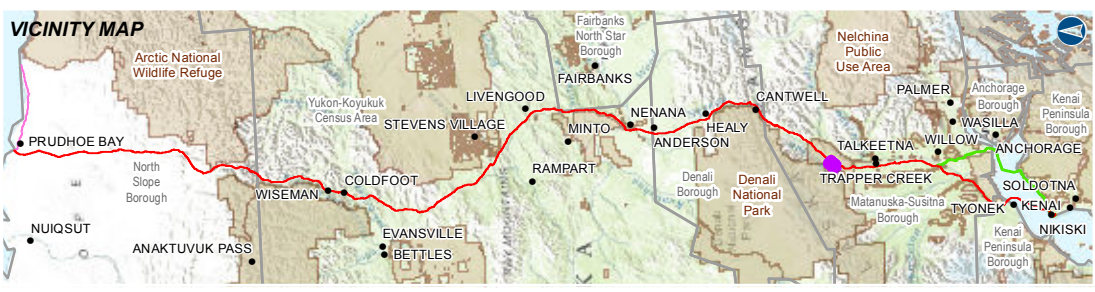 VICINITY MAP
Arctic National
Wildlife Refuge
PRUDHOE BAY
North
Slope
Borough
NUIQSUT
ANAKTUVUK PASS
WISEMAN
COLDFOOT
EVANSVILLE
BETTLES
Yukon-Koyukuk
Census Area
STEVENS VILLAGE
LIVENGOOD
Fairbanks
North Star
Borough
FAIRBANKS
MINTO
RAMPART
NENANA
ANDERSON
HEALY
CANTWELL
Denali
Borough
Denali
National
Park
Nelchina
Public
Use Area
TALKEETNA
TRAPPER CREEK
Matanuska-Susitna
Borough
PALMER
WASILLA
WILLOW
Anchorage
Borough
ANCHORAGE
Kenai
Peninsula
Borough
SOLDOTNA
TYONEK
KENAI
NIKISKI
Kenai
Peninsula
Borough